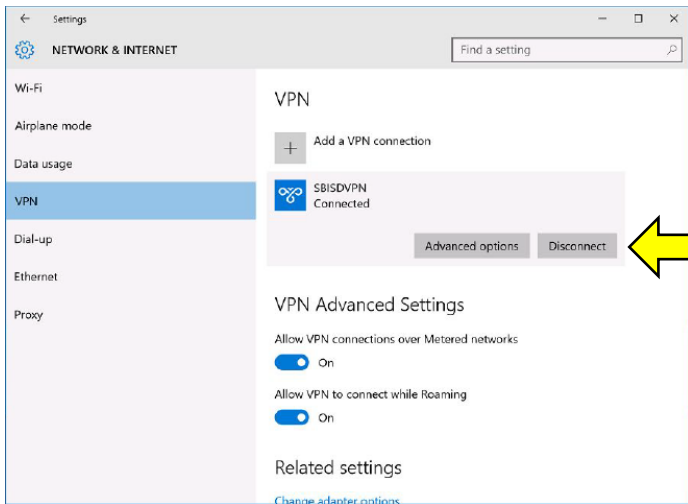 Settings
NETWORK & INTERNET
Find a setting
Wi-Fi
Airplane mode
Data usage
VPN
Dial-up
Ethernet
Proxy
VPN
Add a VPN connection
SBISDVPN
Connected
Advanced options Disconnect
VPN Advanced Settings
Allow VPN connections over Metered networks
On
Allow VPN to connect while Roaming
On
Related settings
Change adapter options